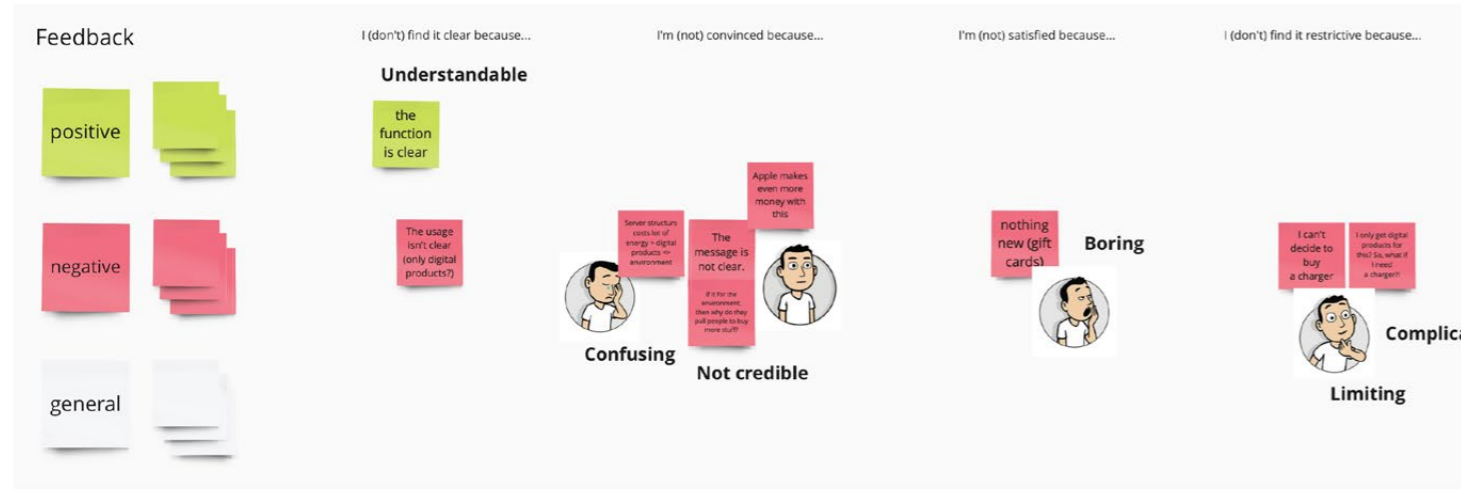 Feedback
I (don't) find it clear because...
I'm (not) convinced because...
I'm (not) satisfied because...
I (don't) find it restrictive because...
positive
negative
general
Understandable
the
function
is clear
The usage
isn't clear
(only digital
products?)
Server structure
costs lot of
energy > digital
products <>
environment
The
message is
not clear.
If it for the
environment,
then why do they
pull people to buy
more stuff?
Apple makes
even more
money with
this
Confusing
Not credible
nothing
new (gift
cards)
Boring
I can't
decide to
buy
a charger
I only get digital
products for
this? So, what if
I need
a charger?!
Complica
Limiting